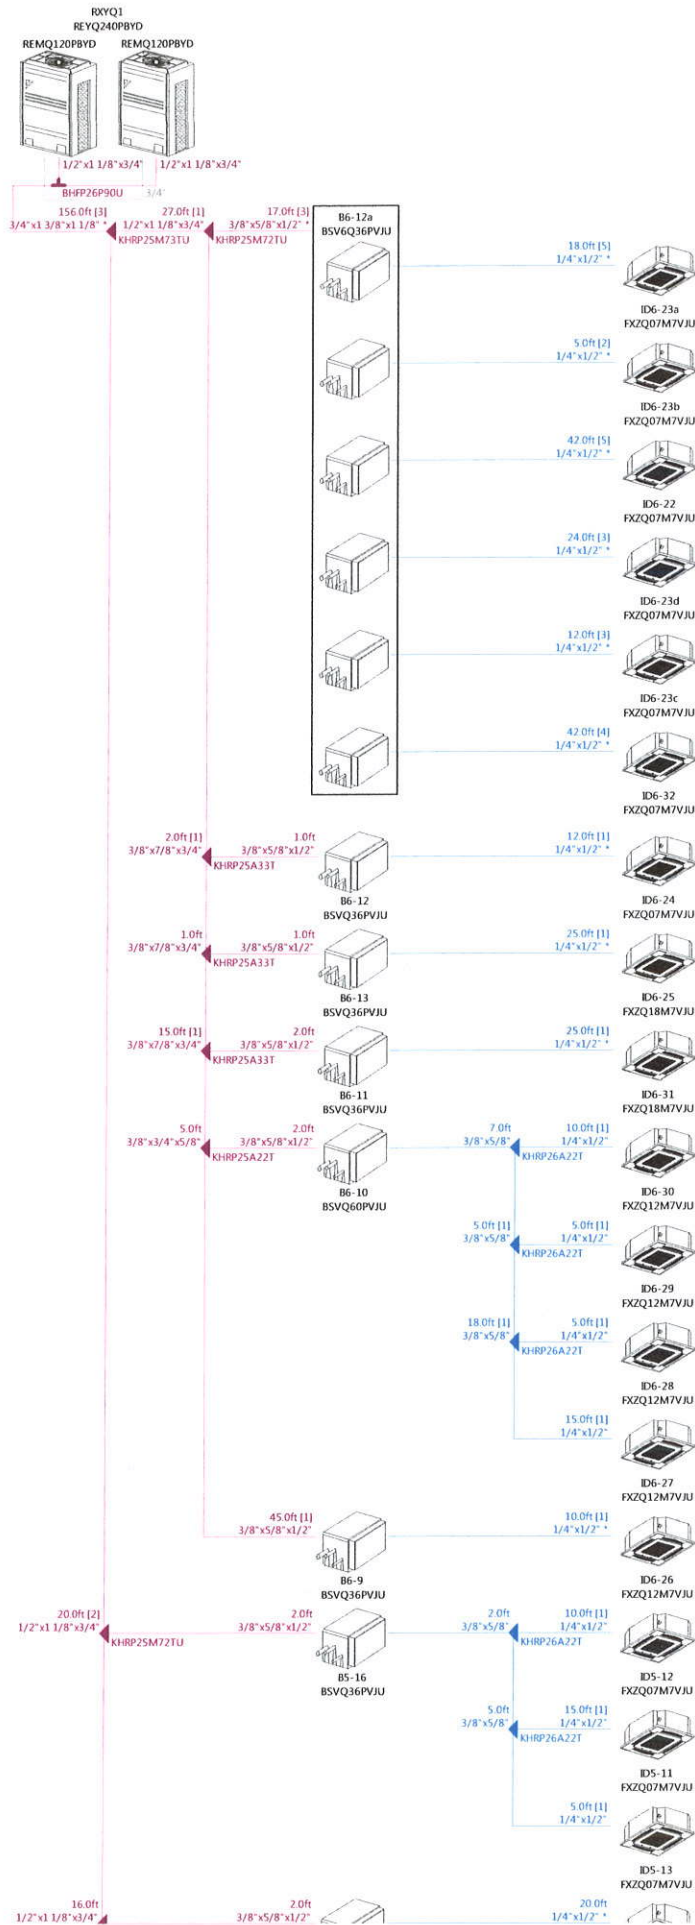 RXYQ1
REYQ240PBYD
REMQ120PBYD REMQ120PBYD
1/2"x1 1/8"x3/4" 1/2"x1 1/8"x3/4"
BHFP26P90U 3/4"
156.0ft [3] 27.0ft [1] 17.0ft [3]
3/4"x1 3/8"x1 1/8" * 1/2"x1 1/8"x3/4" 3/8"x5/8"x1/2" *
KHRP25M73TU KHRP25M72TU
B6-12a
BSV6Q36PVJU
18.0ft [5]
1/4"x1/2" *
ID6-23a
FXZQ07M7VJU
5.0ft [2]
1/4"x1/2" *
ID6-23b
FXZQ07M7VJU
42.0ft [5]
1/4"x1/2" *
ID6-22
FXZQ07M7VJU
24.0ft [3]
1/4"x1/2" *
ID6-23d
FXZQ07M7VJU
12.0ft [3]
1/4"x1/2" *
ID6-23c
FXZQ07M7VJU
42.0ft [4]
1/4"x1/2" *
ID6-32
FXZQ07M7VJU
2.0ft [1] 1.0ft 12.0ft [1]
3/8"x7/8"x3/4" 3/8"x5/8"x1/2" 1/4"x1/2" *
KHRP25A33T
B6-12 ID6-24
BSVQ36PVJU FXZQ07M7VJU
1.0ft 1.0ft 25.0ft [1]
3/8"x7/8"x3/4" 3/8"x5/8"x1/2" 1/4"x1/2" *
KHRP25A33T
B6-13 ID6-25
BSVQ36PVJU FXZQ18M7VJU
15.0ft [1] 2.0ft 25.0ft [1]
3/8"x7/8"x3/4" 3/8"x5/8"x1/2" 1/4"x1/2" *
KHRP25A33T
B6-11 ID6-31
BSVQ36PVJU FXZQ18M7VJU
5.0ft 2.0ft 7.0ft 10.0ft [1]
3/8"x3/4"x5/8" 3/8"x5/8"x1/2" 3/8"x5/8" 1/4"x1/2"
KHRP25A22T KHRP26A22T
B6-10 ID6-30
BSVQ60PVJU FXZQ12M7VJU
5.0ft [1] 5.0ft [1]
3/8"x5/8" 1/4"x1/2"
KHRP26A22T
ID6-29
FXZQ12M7VJU
18.0ft [1] 5.0ft [1]
3/8"x5/8" 1/4"x1/2"
KHRP26A22T
ID6-28
FXZQ12M7VJU
15.0ft [1]
1/4"x1/2"
ID6-27
FXZQ12M7VJU
45.0ft [1] 10.0ft [1]
3/8"x5/8"x1/2" 1/4"x1/2" *
B6-9 ID6-26
BSVQ36PVJU FXZQ12M7VJU
20.0ft [2] 2.0ft 2.0ft 10.0ft [1]
1/2"x1 1/8"x3/4" 3/8"x5/8"x1/2" 3/8"x5/8" 1/4"x1/2"
KHRP25M72TU KHRP26A22T
B5-16 ID5-12
BSVQ36PVJU FXZQ07M7VJU
5.0ft 15.0ft [1]
3/8"x5/8" 1/4"x1/2"
KHRP26A22T
ID5-11
FXZQ07M7VJU
5.0ft [1]
1/4"x1/2"
ID5-13
FXZQ07M7VJU
16.0ft 2.0ft 20.0ft
1/2"x1 1/8"x3/4" 3/8"x5/8"x1/2" 1/4"x1/2" *